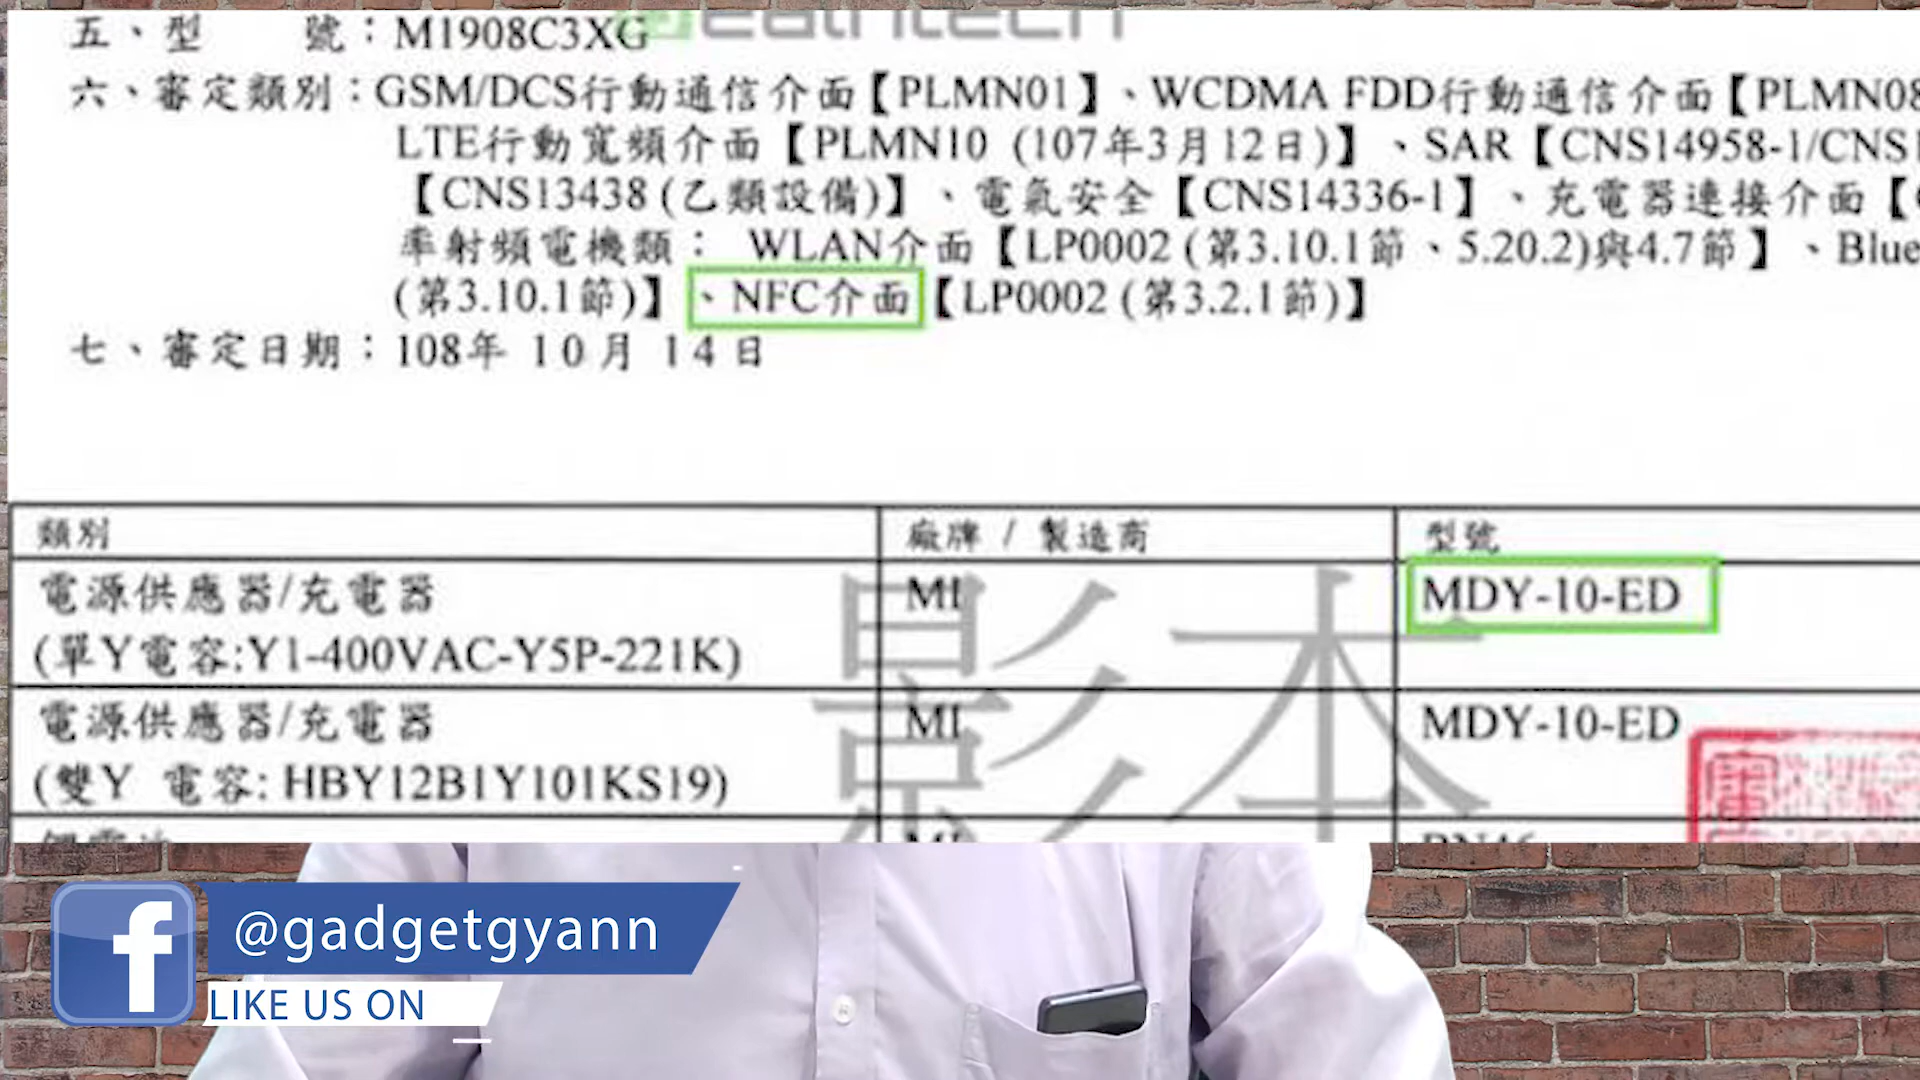 五、型 號：M1908C3XG
六、審定類別：GSM/DCS行動通信介面【PLMN01】、WCDMA FDD行動通信介面【PLMN08
LTE行動寬頻介面【PLMN10 (107年3月12日)】、SAR【CNS14958-1/CNS1
【CNS13438 (乙類設備)】、電氣安全【CNS14336-1】、充電器連接介面【
率射頻電機類： WLAN介面【LP0002 (第3.10.1節、5.20.2)與4.7節】、Blue
(第3.10.1節)】、NFC介面【LP0002 (第3.2.1節)】
七、審定日期：108年 10月 14日
類別 廠牌 / 製造商 型號
電源供應器/充電器 MI MDY-10-ED
(單Y電容:Y1-400VAC-Y5P-221K)
電源供應器/充電器 MI MDY-10-ED
(雙Y 電容: HBY12B1Y101KS19)
影本
@gadgetgyann
LIKE US ON